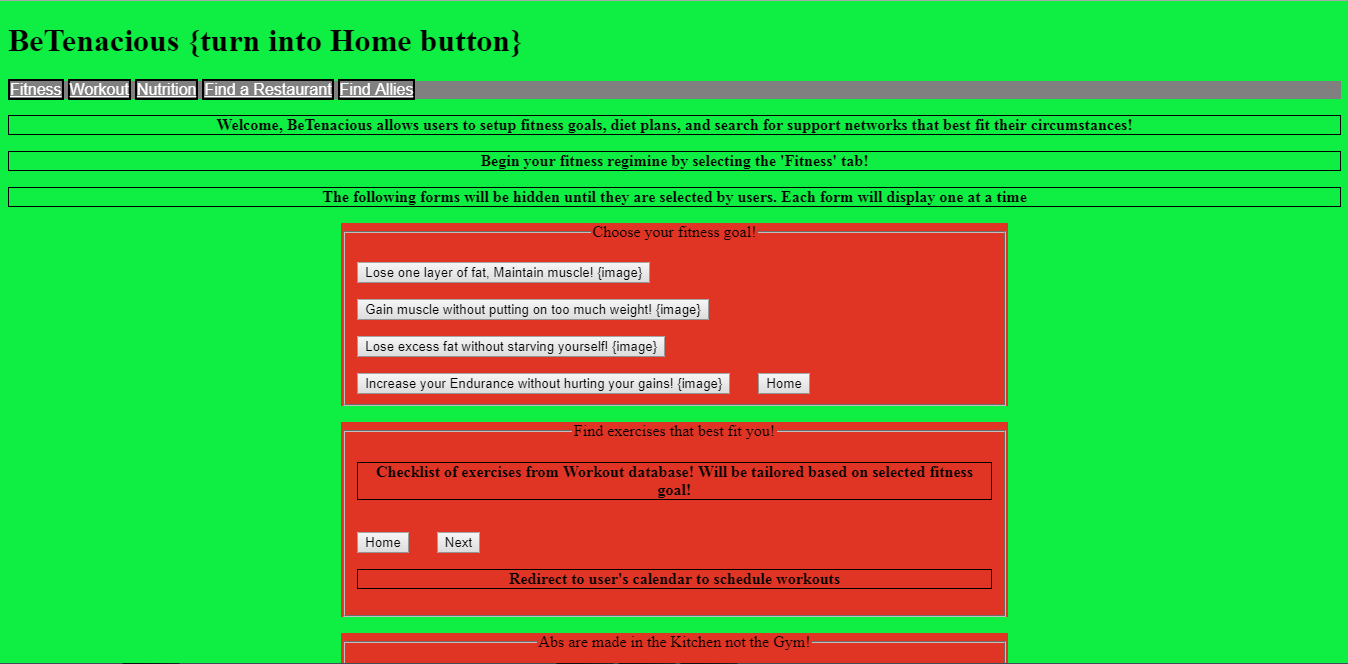 BeTenacious {turn into Home button}
Fitness Workout Nutrition Find a Restaurant Find Allies
Welcome, BeTenacious allows users to setup fitness goals, diet plans, and search for support networks that best fit their circumstances!
Begin your fitness regimine by selecting the 'Fitness' tab!
The following forms will be hidden until they are selected by users. Each form will display one at a time
Choose your fitness goal!
Lose one layer of fat, Maintain muscle! {image}
Gain muscle without putting on too much weight! {image}
Lose excess fat without starving yourself! {image}
Increase your Endurance without hurting your gains! {image} Home
Find exercises that best fit you!
Checklist of exercises from Workout database! Will be tailored based on selected fitness
goal!
Home Next
Redirect to user's calendar to schedule workouts
Abs are made in the Kitchen not the Gym!